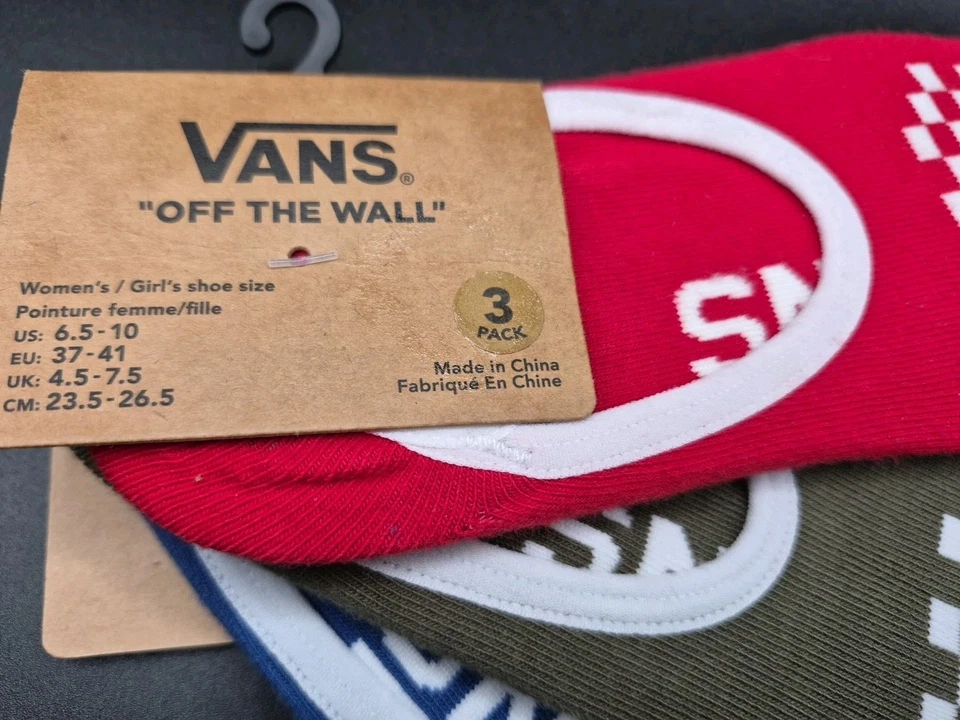 VANS®
"OFF THE WALL"
Women's / Girl's shoe size
Pointure femme/fille
US: 6.5-10
EU: 37-41
UK: 4.5-7.5
CM: 23.5-26.5
3
PACK
Made in China
Fabriqué En Chine